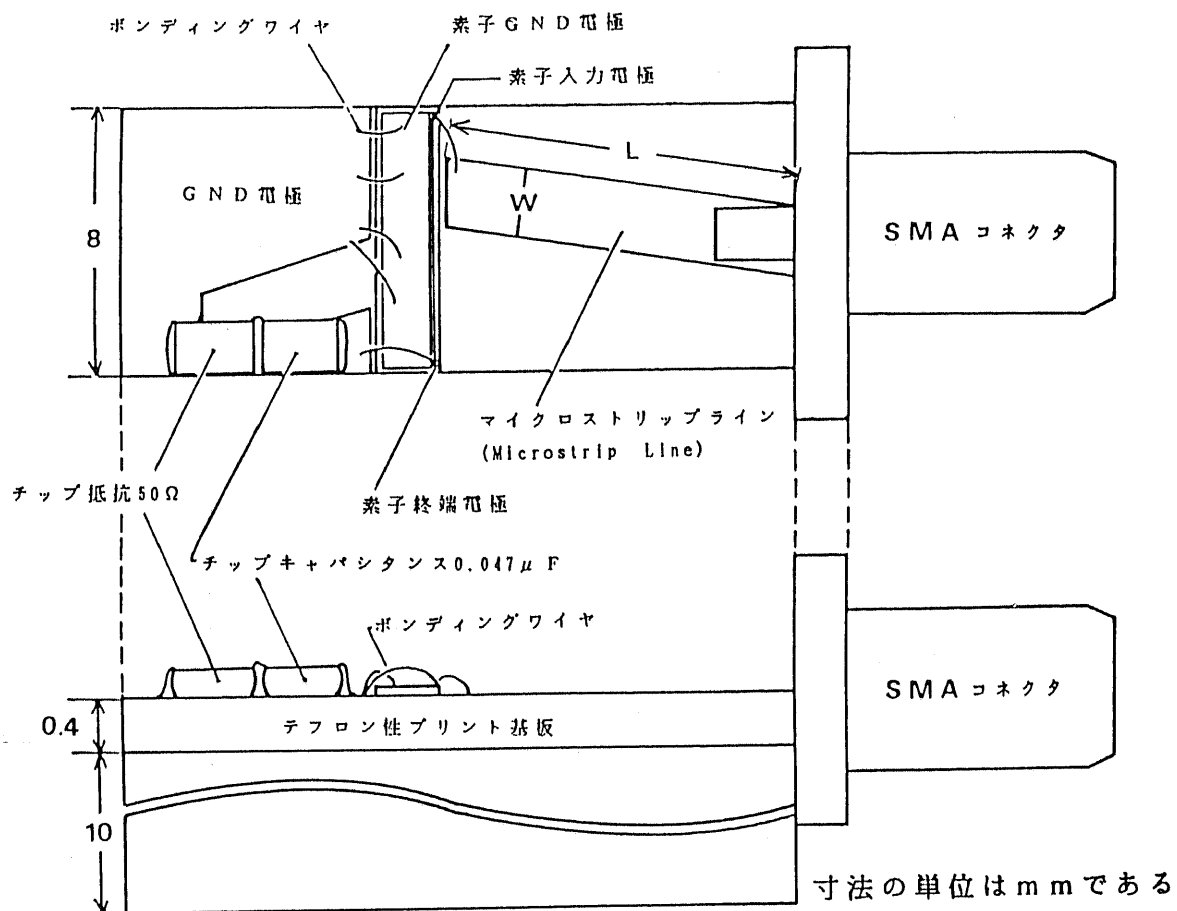 ボンディングワイヤ
素子GND電極
素子入力電極
L
W
GND電極
8
SMAコネクタ
マイクロストリップライン
(Microstrip Line)
チップ抵抗50Ω
素子終端電極
チップキャパシタンス0.047μF
ボンディングワイヤ
SMAコネクタ
0.4
テフロン性プリント基板
10
寸法の単位はmmである